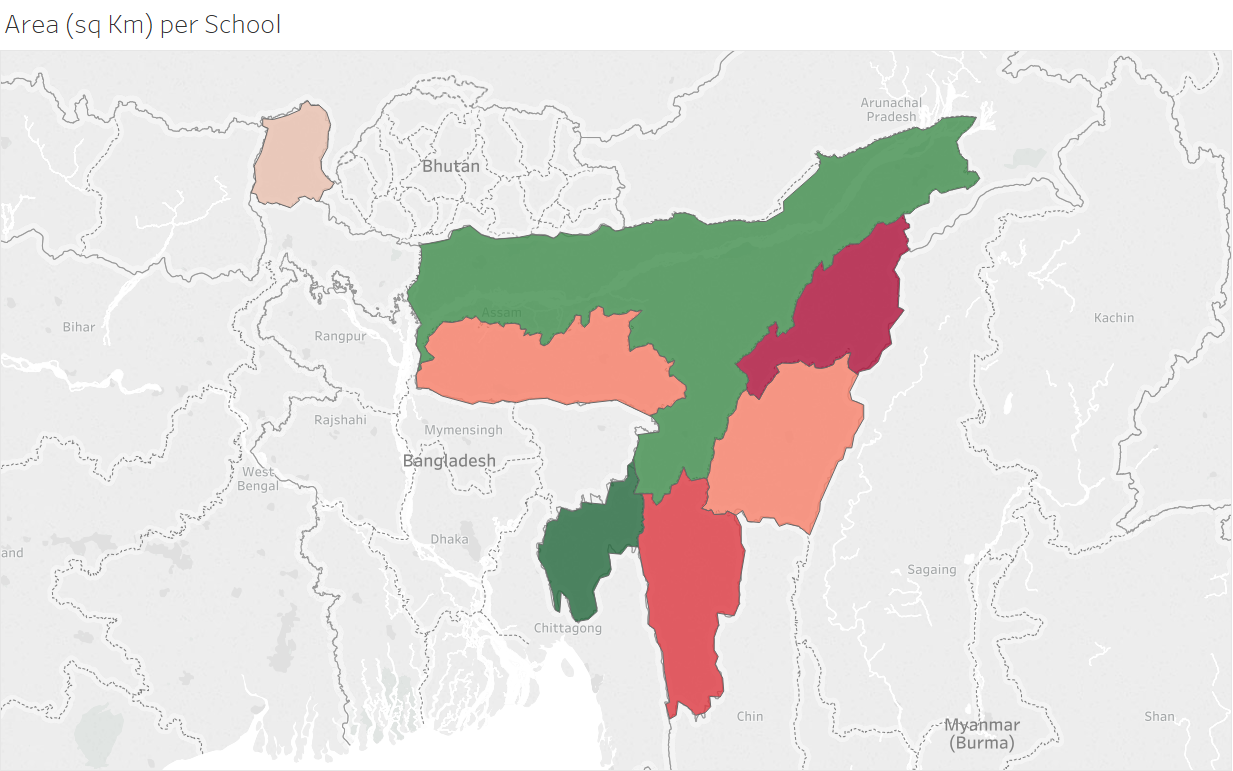 Area (sq Km) per School
Arunachal
Pradesh
Bhutan
Assam
Bihar
Rangpur
Kachin
Rajshahi
Mymensingh
Bangladesh
West
Bengal
Dhaka
and
Sagaing
Chittagong
Chin
Myanmar
(Burma)
Shan